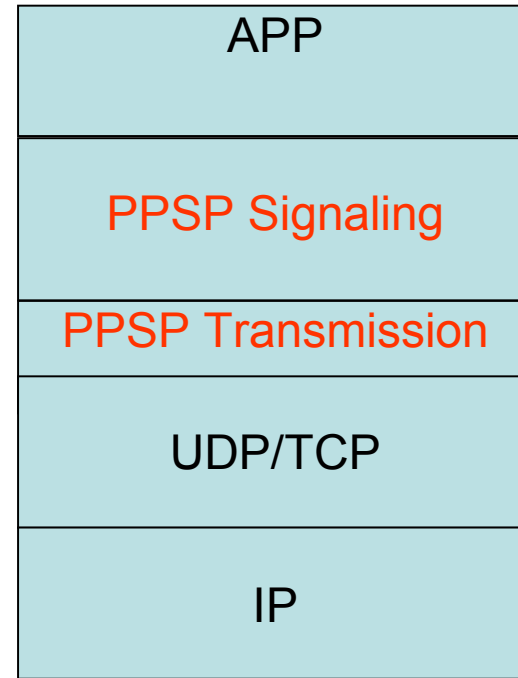 APP
PPSP Signaling
PPSP Transmission
UDP/TCP
IP